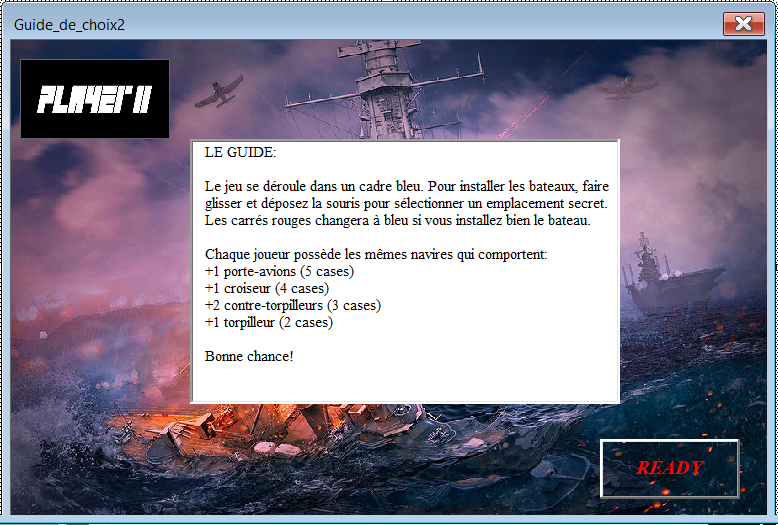 Guide_de_choix2
PLAYER II
LE GUIDE:
Le jeu se déroule dans un cadre bleu. Pour installer les bateaux, faire
glisser et déposez la souris pour sélectionner un emplacement secret.
Les carrés rouges changera à bleu si vous installez bien le bateau.
Chaque joueur possède les mêmes navires qui comportent:
+1 porte-avions (5 cases)
+1 croiseur (4 cases)
+2 contre-torpilleurs (3 cases)
+1 torpilleur (2 cases)
Bonne chance!
READY